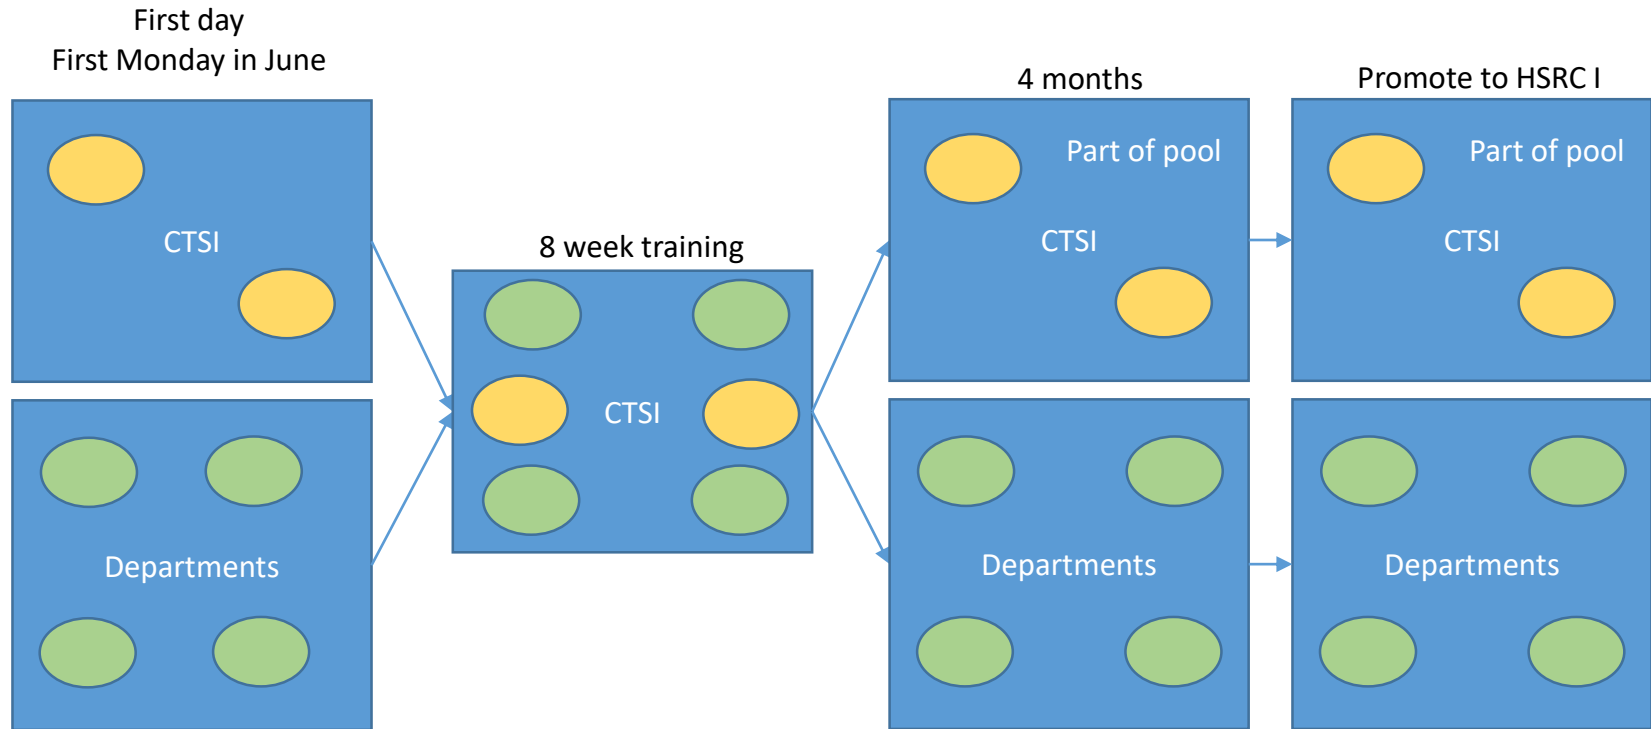 First day
First Monday in June
CTSI
Departments
8 week training
CTSI
4 months
Part of pool
CTSI
Departments
Promote to HSRC I
Part of pool
CTSI
Departments